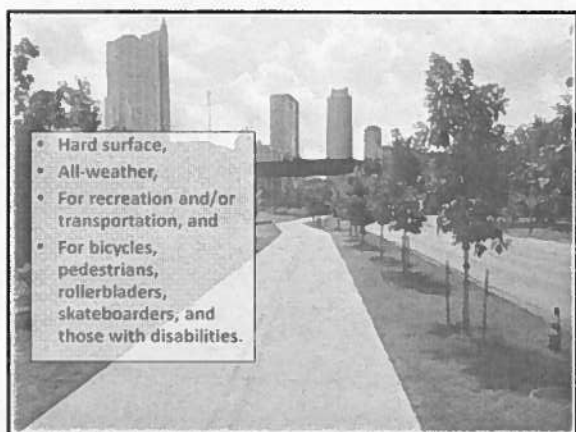 • Hard surface,
• All-weather,
• For recreation and/or
transportation, and
• For bicycles,
pedestrians,
rollerbladers,
skateboarders, and
those with disabilities.